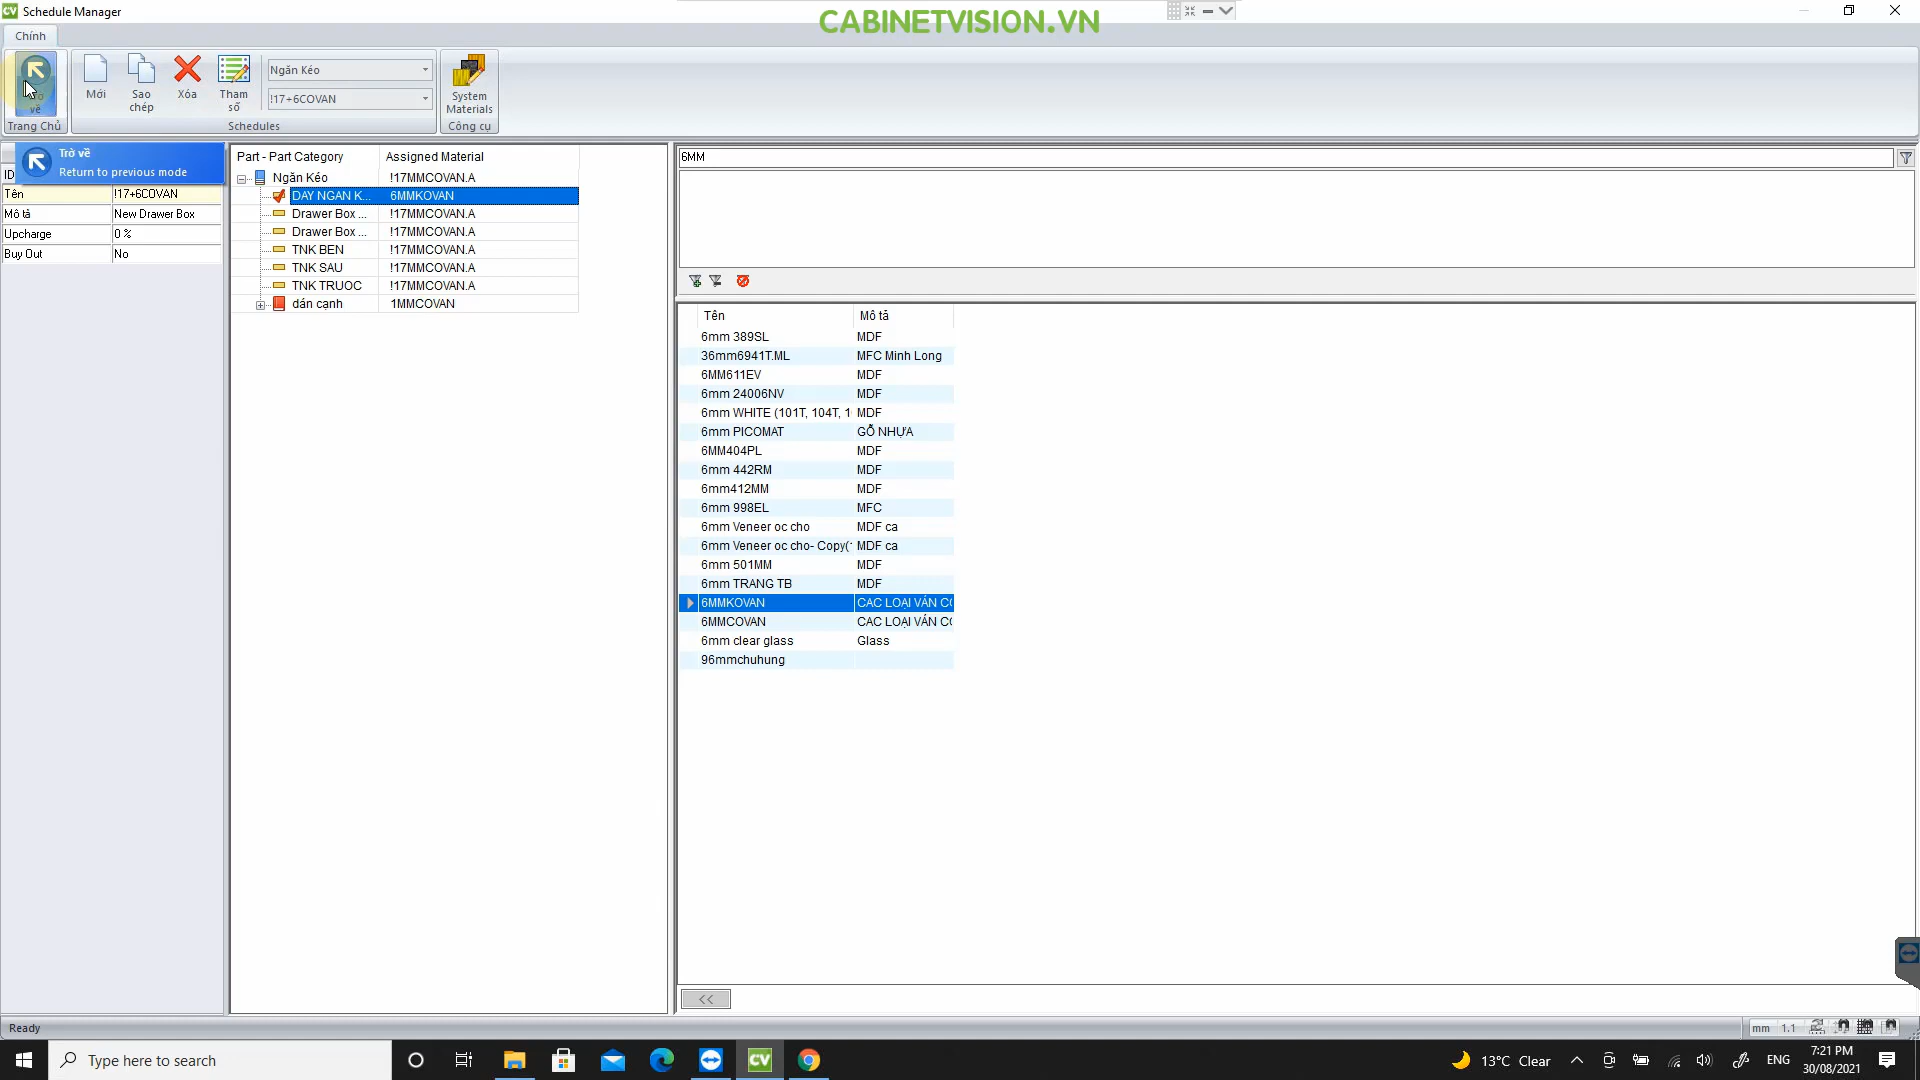 Schedule Manager
CABINETVISION.VN
Chính
Mới
Sao chép
Xóa
Tham số
Ngăn Kéo
!17+6COVAN
System Materials
về
Trang Chủ
Schedules
Công cụ
Trở về
Return to previous mode
ID
Tên !17+6COVAN
Mô tả New Drawer Box
Upcharge 0 %
Buy Out No
Part - Part Category Assigned Material
Ngăn Kéo !17MMCOVAN.A
DAY NGAN K... 6MMKOVAN
Drawer Box ... !17MMCOVAN.A
Drawer Box ... !17MMCOVAN.A
TNK BEN !17MMCOVAN.A
TNK SAU !17MMCOVAN.A
TNK TRUOC !17MMCOVAN.A
dán cạnh 1MMCOVAN
6MM
Tên Mô tả
6mm 389SL MDF
36mm6941T.ML MFC Minh Long
6MM611EV MDF
6mm 24006NV MDF
6mm WHITE (101T, 104T, 1 MDF
6mm PICOMAT GỖ NHỰA
6MM404PL MDF
6mm 442RM MDF
6mm412MM MDF
6mm 998EL MFC
6mm Veneer oc cho MDF ca
6mm Veneer oc cho- Copy( MDF ca
6mm 501MM MDF
6mm TRANG TB MDF
6MMKOVAN CAC LOẠI VÁN CO
6MMCOVAN CAC LOẠI VÁN CO
6mm clear glass Glass
96mmchuhung
<<
Ready
mm 1.1
Type here to search
13°C Clear
ENG
7:21 PM
30/08/2021